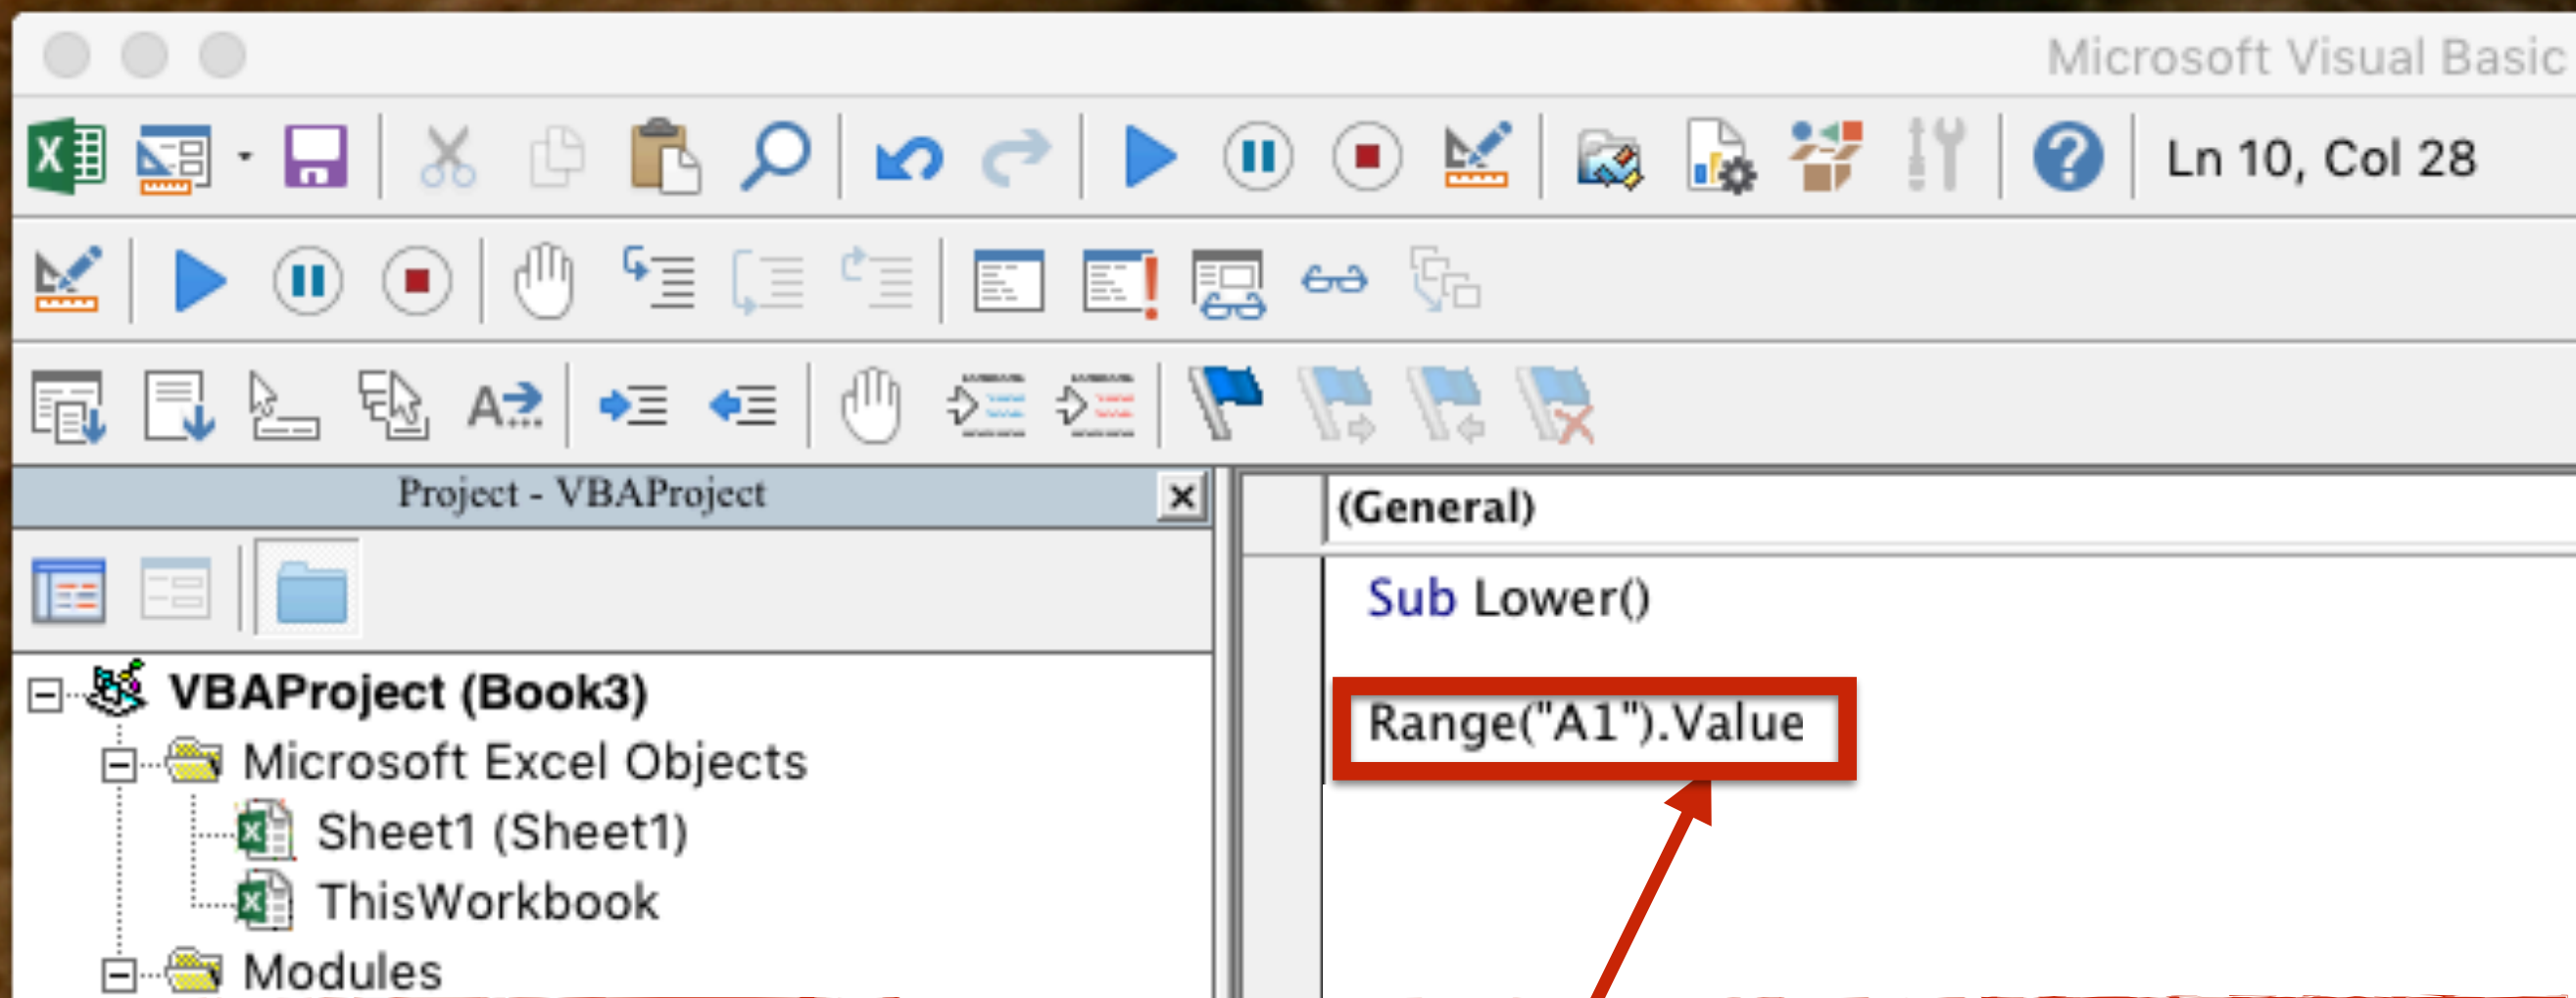 Microsoft Visual Basic
Ln 10, Col 28
Project - VBAProject
(General)
Sub Lower()
Range("A1").Value
VBAProject (Book3)
Microsoft Excel Objects
Sheet1 (Sheet1)
ThisWorkbook
Modules